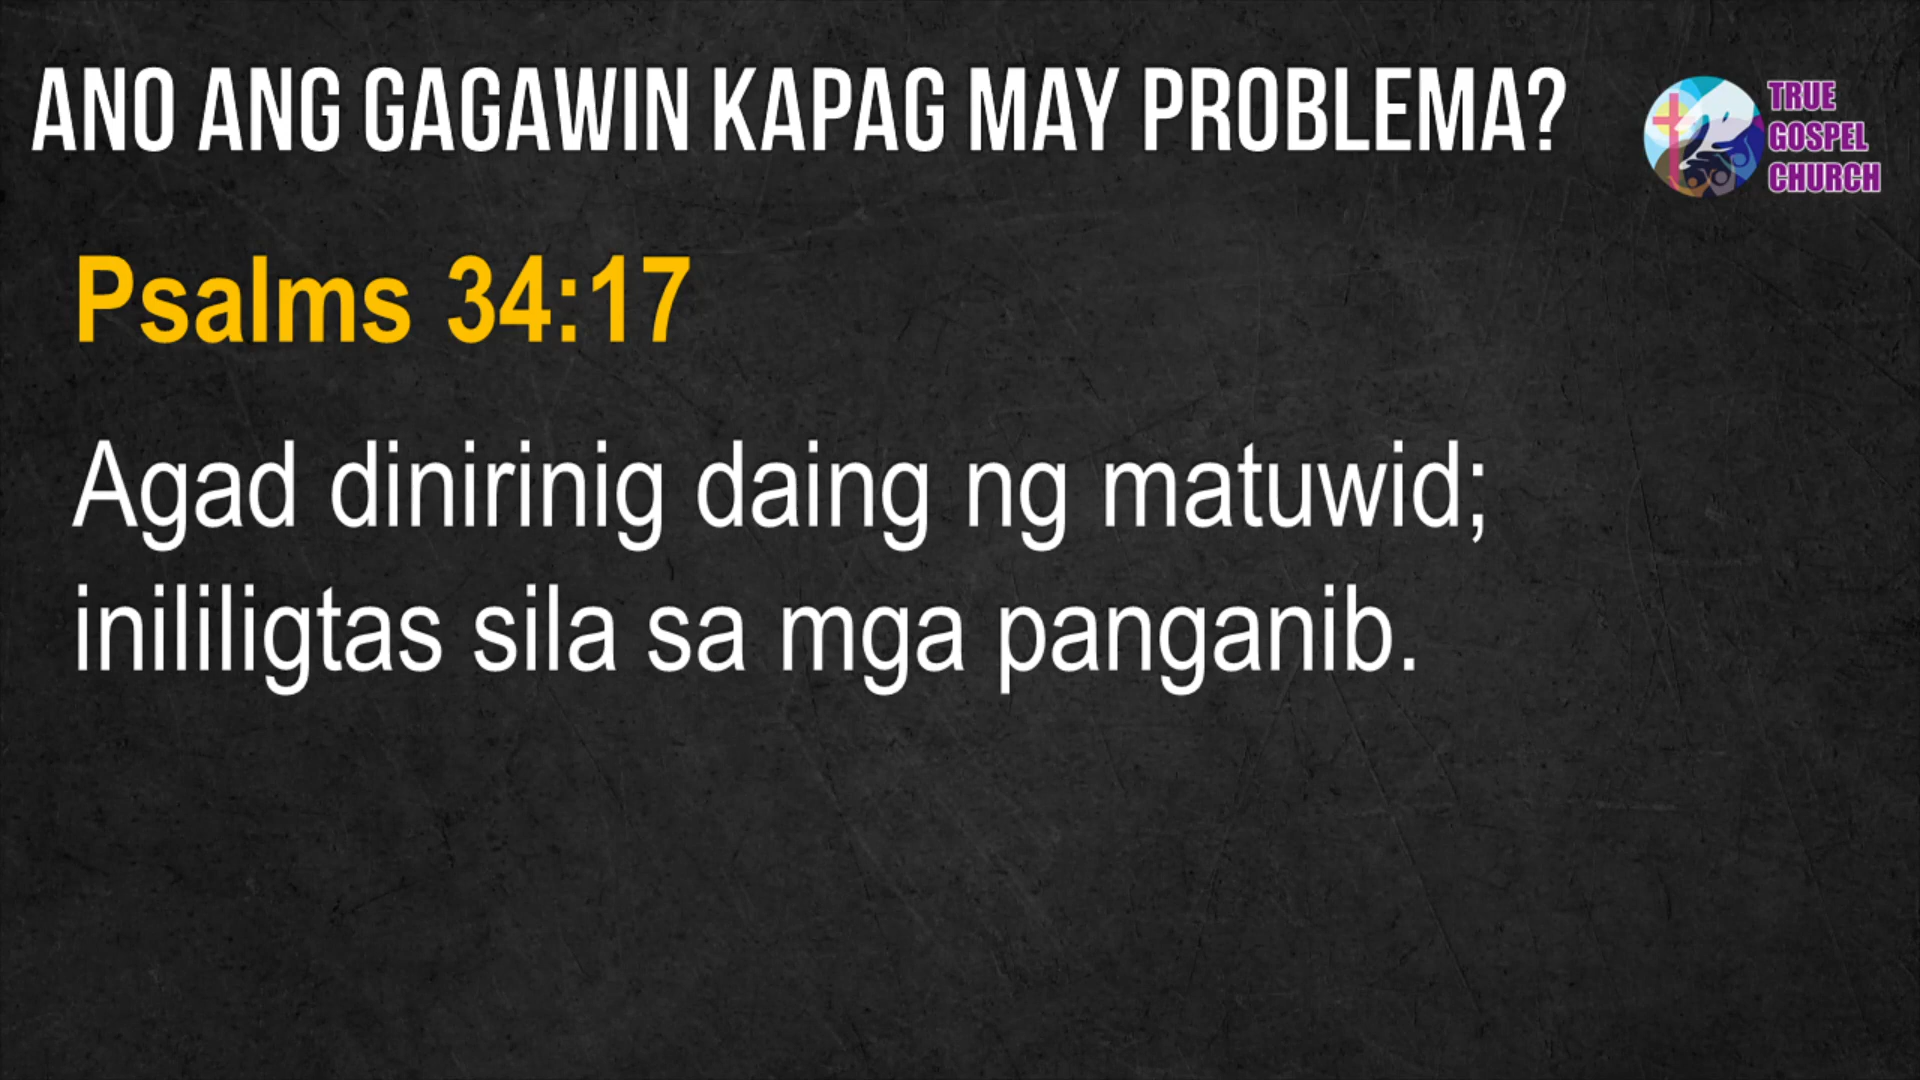 ANO ANG GAGAWIN KAPAG MAY PROBLEMA?
TRUE
GOSPEL
CHURCH
Psalms 34:17
Agad dinirinig daing ng matuwid;
inililigtas sila sa mga panganib.